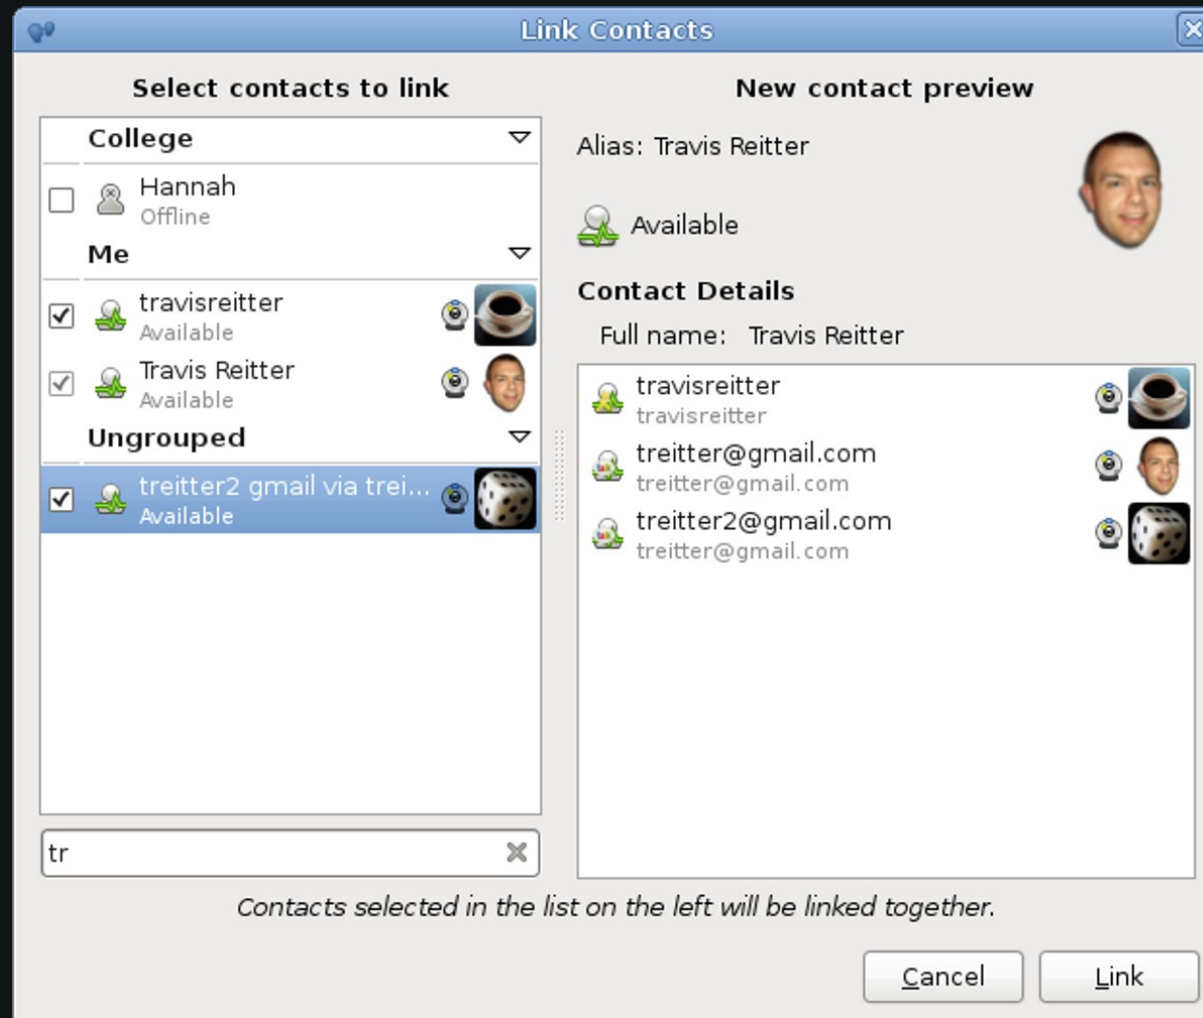 Link Contacts
Select contacts to link
College
Hannah
Offline
Me
travisreitter
Available
Travis Reitter
Available
Ungrouped
treitter2 gmail via trei...
Available
tr
New contact preview
Alias: Travis Reitter
Available
Contact Details
Full name: Travis Reitter
travisreitter
travisreitter
treitter@gmail.com
treitter@gmail.com
treitter2@gmail.com
treitter@gmail.com
Contacts selected in the list on the left will be linked together.
Cancel
Link